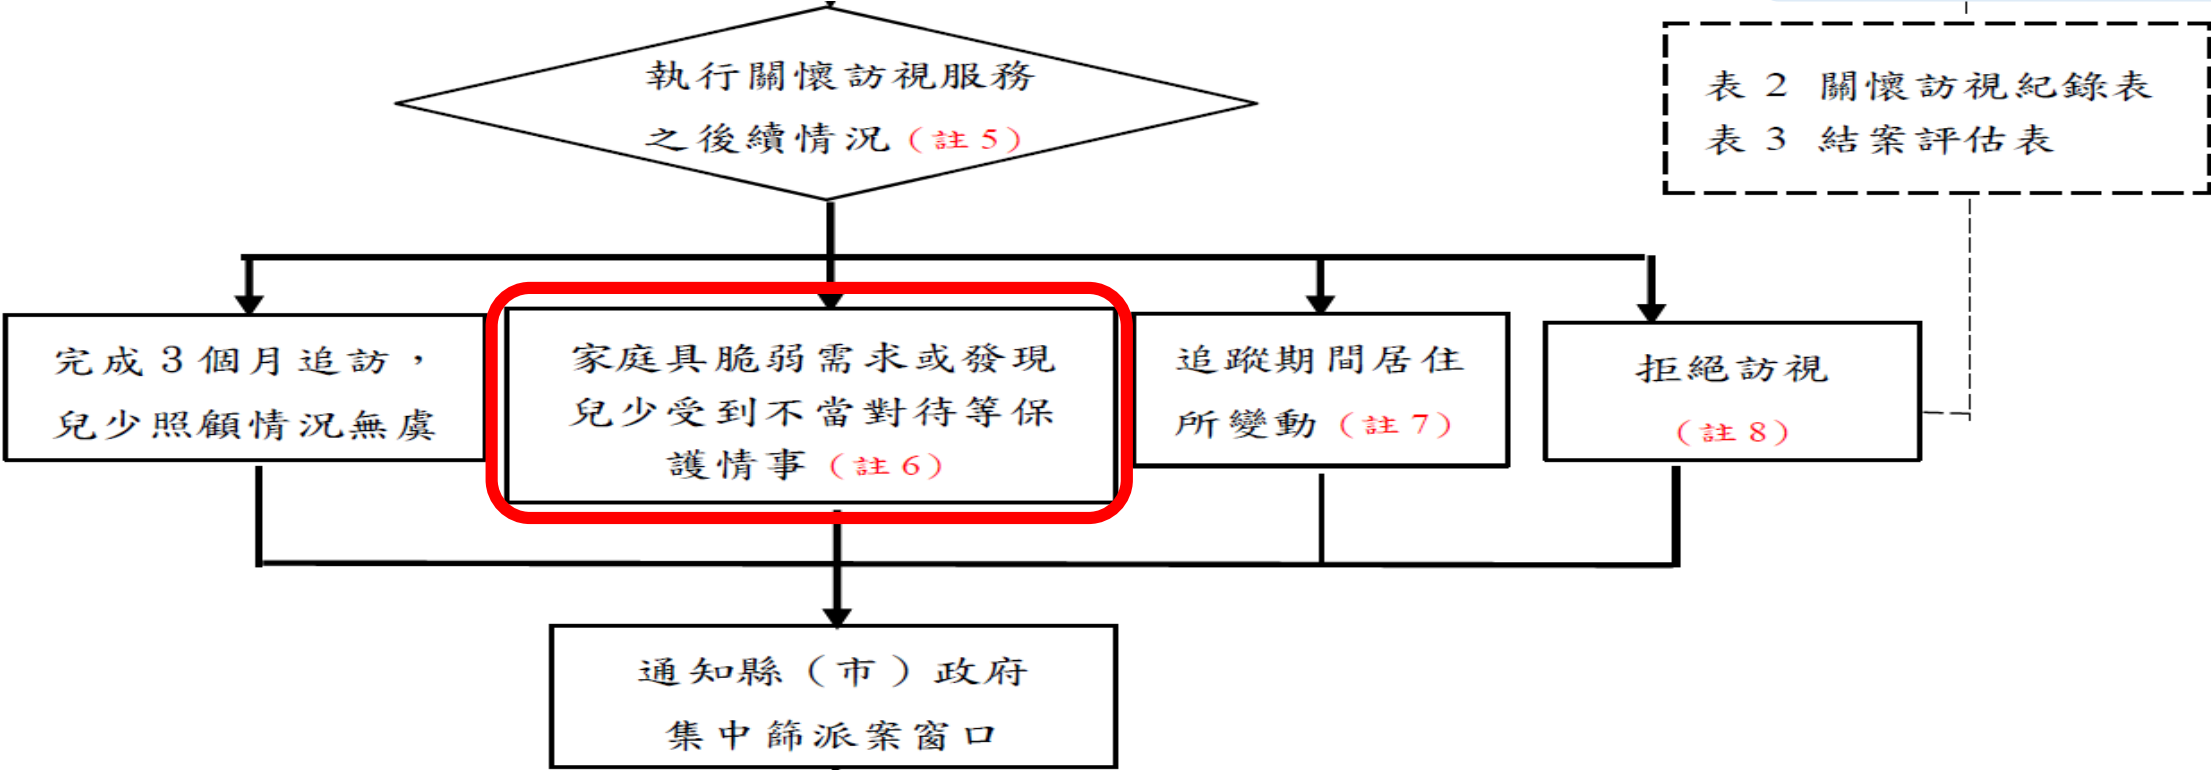 執行關懷訪視服務
之後續情況（註 5）
表 2 關懷訪視紀錄表
表 3 結案評估表
完成 3 個月追訪，
兒少照顧情況無虞
家庭具脆弱需求或發現
兒少受到不當對待等保
護情事（註 6）
追蹤期間居住
所變動（註 7）
拒絕訪視
（註 8）
通知縣（市）政府
集中篩派案窗口